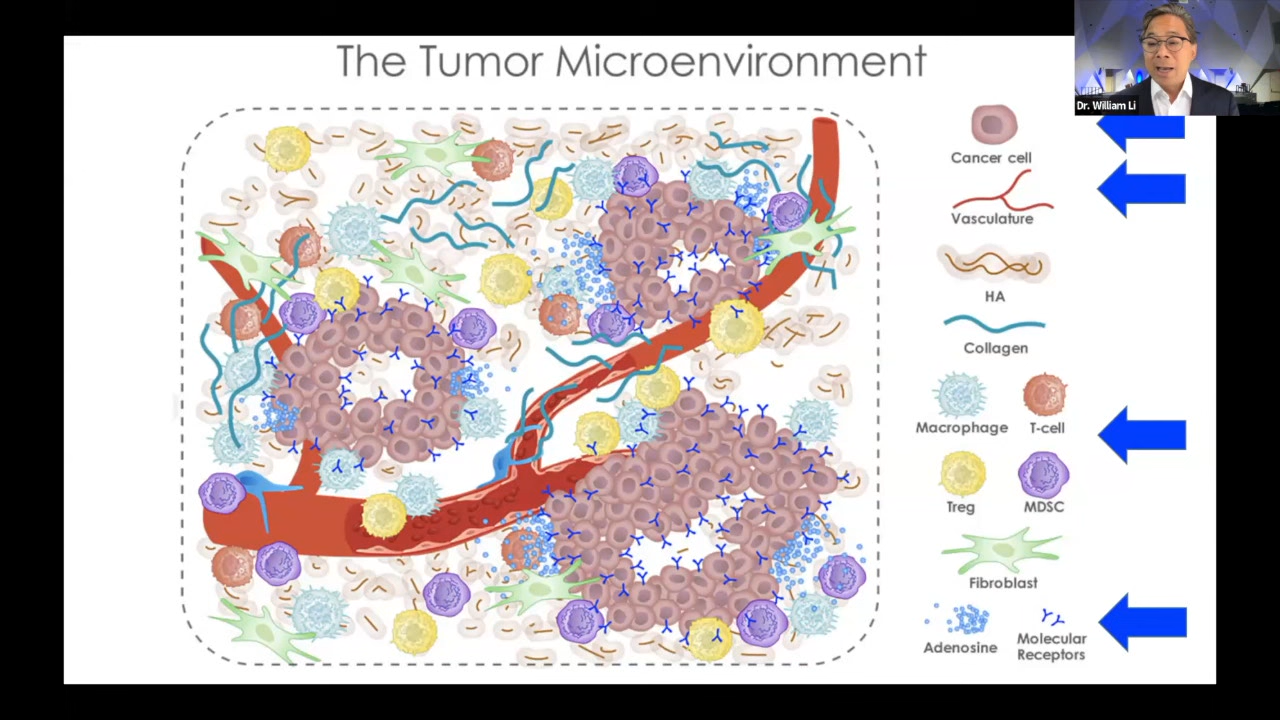 The Tumor Microenvironment
Dr. William Li
Cancer cell
Vasculature
HA
Collagen
Macrophage
T-cell
Treg
MDSC
Fibroblast
Adenosine
Molecular
Receptors